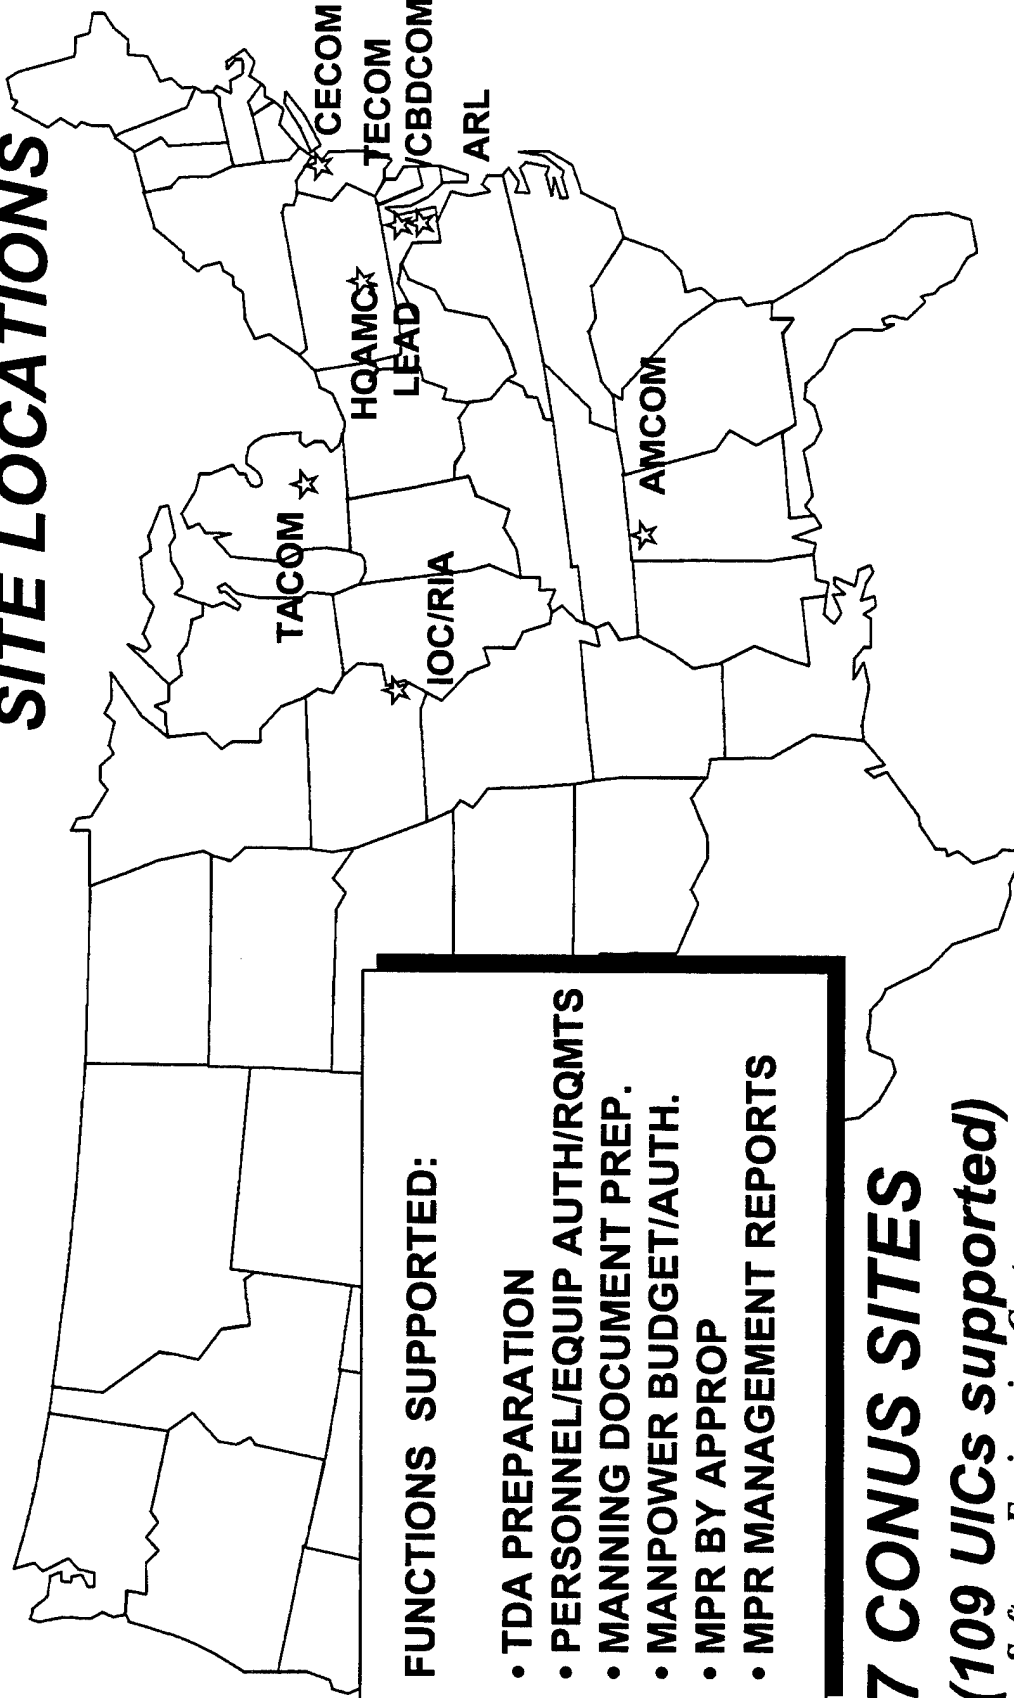 SITE LOCATIONS
CECOM
TECOM
/CBDCOM
ARL
HQAMC/
LEAD
TACOM
IOC/RIA
AMCOM
FUNCTIONS SUPPORTED:
• TDA PREPARATION
• PERSONNEL/EQUIP AUTH/RQMTS
• MANNING DOCUMENT PREP.
• MANPOWER BUDGET/AUTH.
• MPR BY APPROP
• MPR MANAGEMENT REPORTS
7 CONUS SITES
(109 UICs supported)
Software Engineering